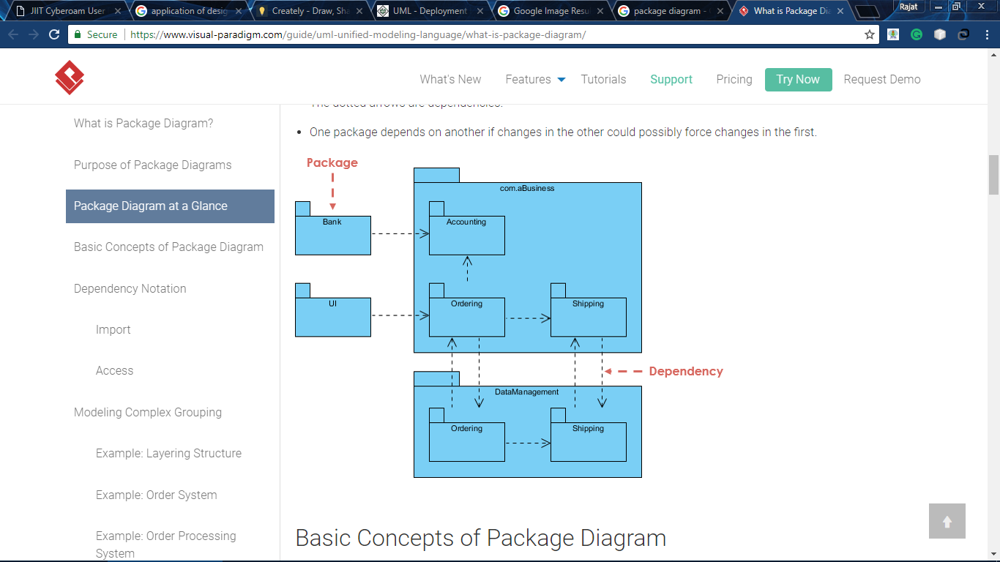 JIIT Cyberoam User
application of desig
Creately - Draw, Sha
UML - Deployment
Google Image Resu
package diagram -
What is Package Dia
Rajat
Secure
https://www.visual-paradigm.com/guide/uml-unified-modeling-language/what-is-package-diagram/
What's New
Features
Tutorials
Support
Pricing
Try Now
Request Demo
What is Package Diagram?
Purpose of Package Diagrams
Package Diagram at a Glance
Basic Concepts of Package Diagram
Dependency Notation
Import
Access
Modeling Complex Grouping
Example: Layering Structure
Example: Order System
Example: Order Processing
System
The dotted arrows are dependencies.
• One package depends on another if changes in the other could possibly force changes in the first.
Package
com.aBusiness
Bank
Accounting
UI
Ordering
Shipping
Dependency
DataManagement
Ordering
Shipping
Basic Concepts of Package Diagram